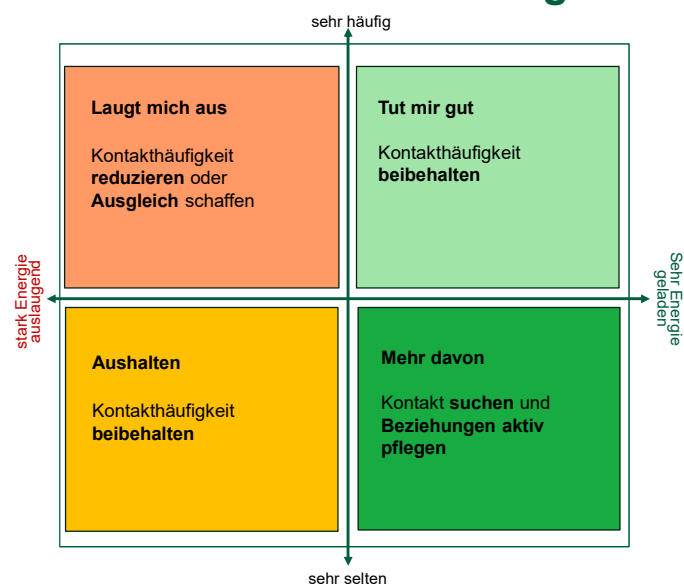 sehr häufig
Laugt mich aus
Kontakthäufigkeit
reduzieren oder
Ausgleich schaffen
Tut mir gut
Kontakthäufigkeit
beibehalten
stark Energie
auslaugend
Sehr Energie
geladen
Aushalten
Kontakthäufigkeit
beibehalten
Mehr davon
Kontakt suchen und
Beziehungen aktiv
pflegen
sehr selten